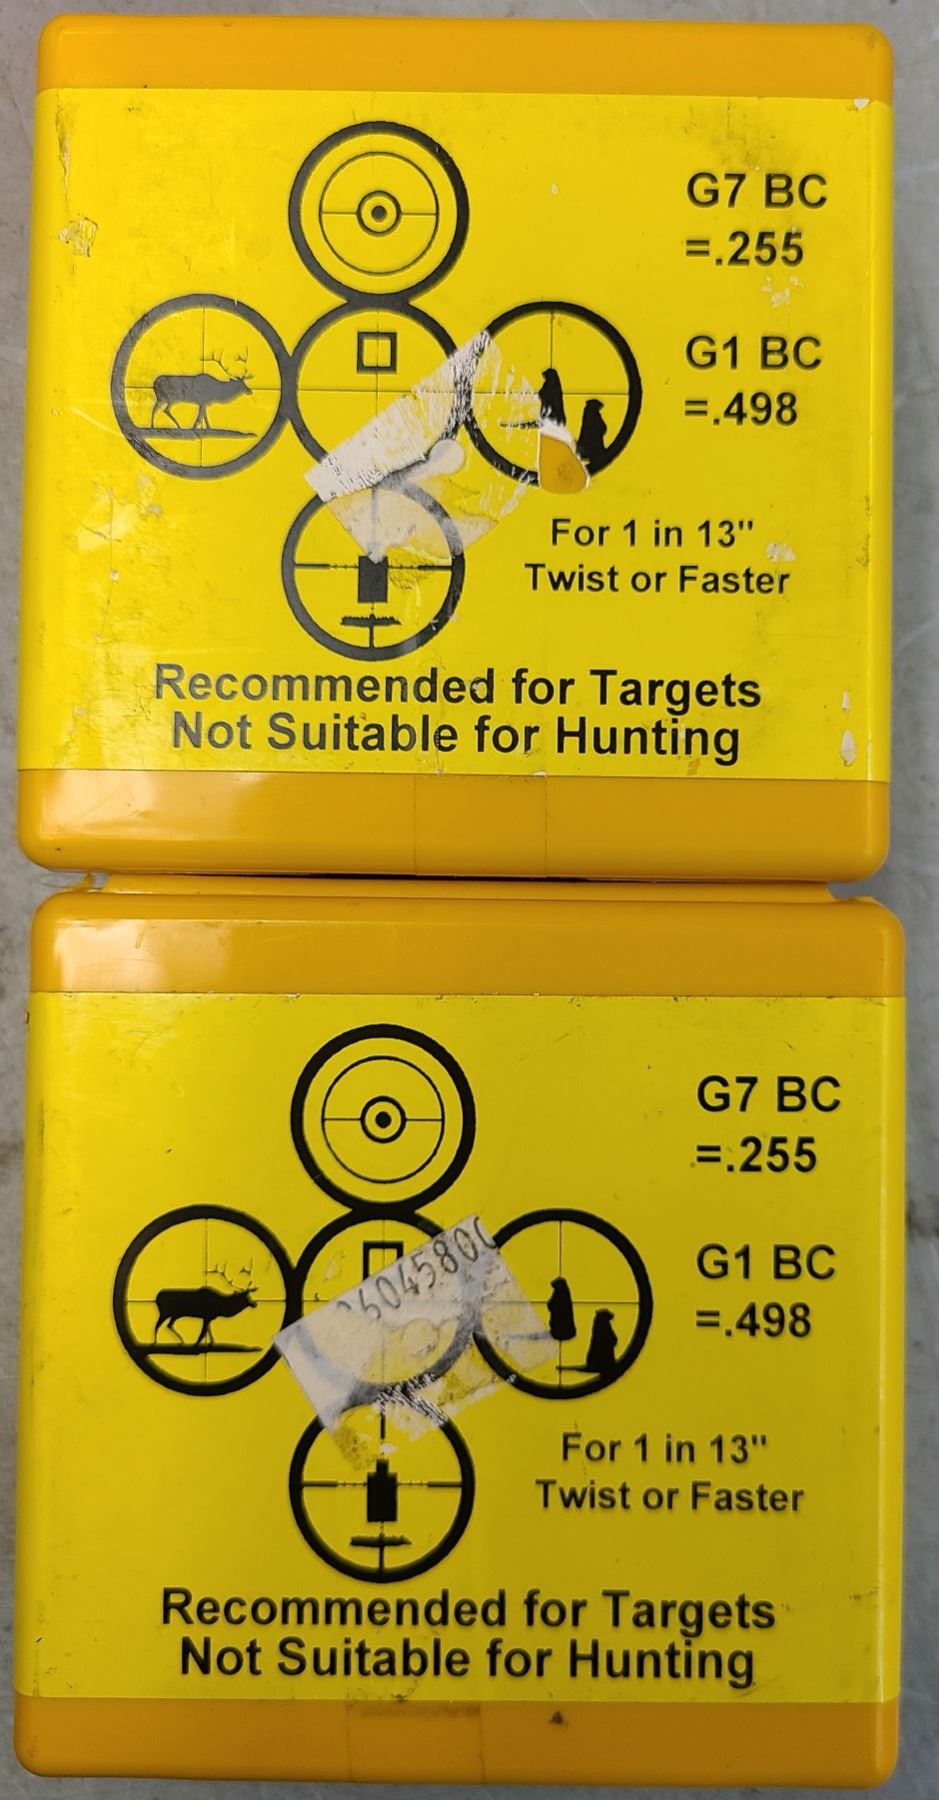 G7 BC
=.255
G1 BC
=.498
For 1 in 13"
Twist or Faster
Recommended for Targets
Not Suitable for Hunting
G7 BC
=.255
G1 BC
=.498
For 1 in 13"
Twist or Faster
Recommended for Targets
Not Suitable for Hunting